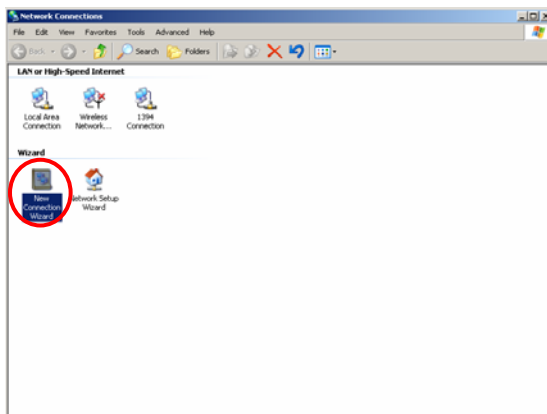 Network Connections
File Edit View Favorites Tools Advanced Help
Back Search Folders
LAN or High-Speed Internet
Local Area Connection
Wireless Network...
1394 Connection
Wizard
New Connection Wizard
Network Setup Wizard